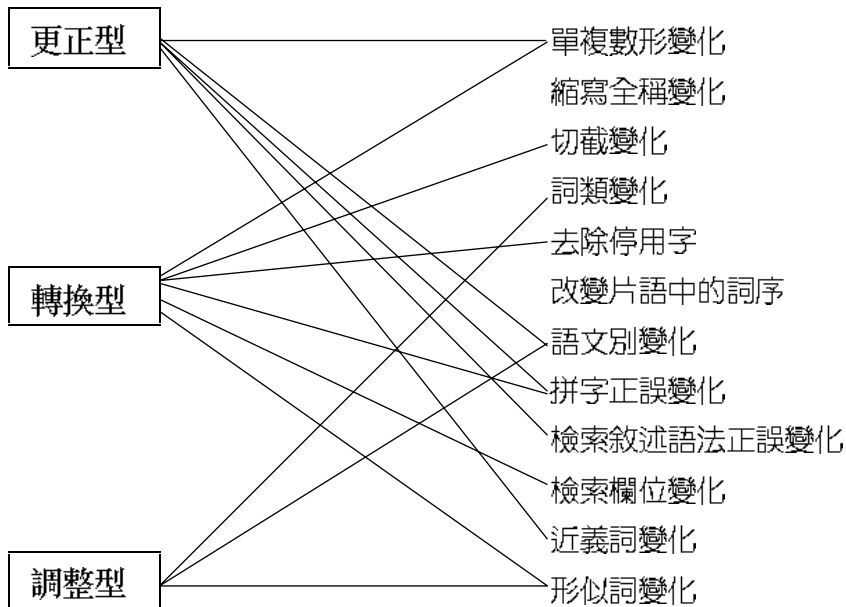 更正型
轉換型
調整型
單複數形變化
縮寫全稱變化
切截變化
詞類變化
去除停用字
改變片語中的詞序
語文別變化
拼字正誤變化
檢索敘述語法正誤變化
檢索欄位變化
近義詞變化
形似詞變化